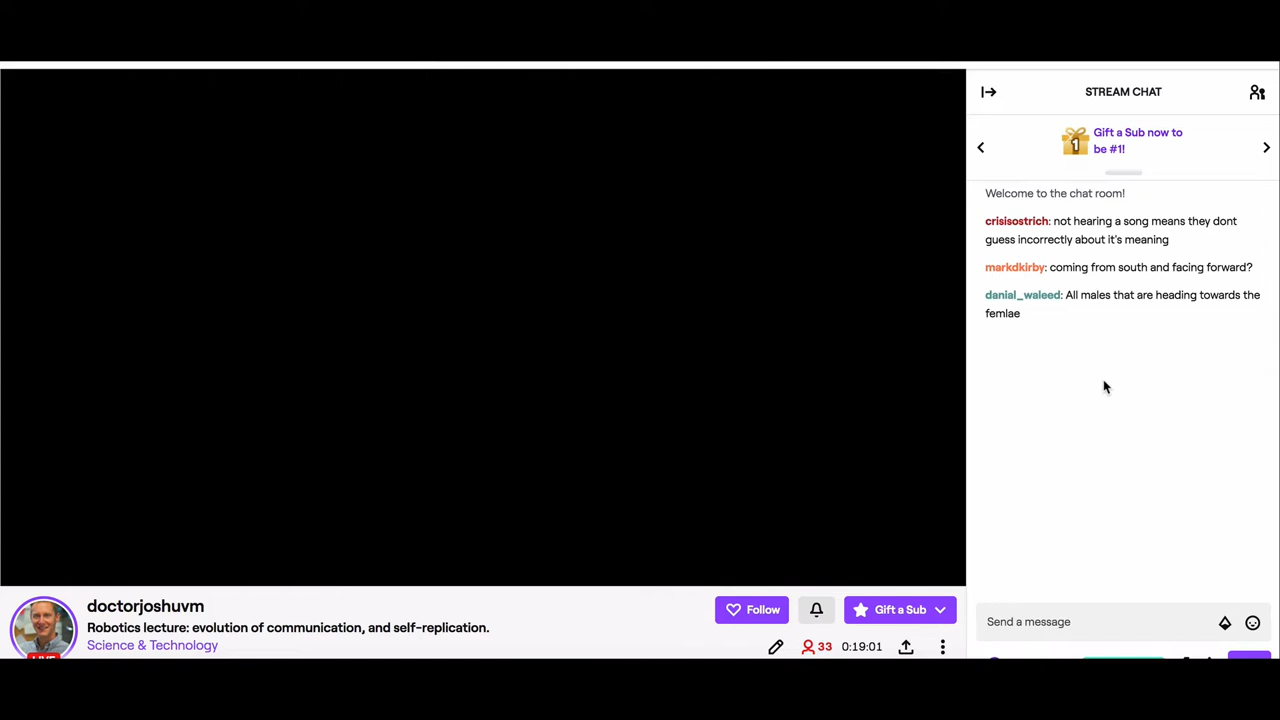 STREAM CHAT
Gift a Sub now to
be #1!
1
Welcome to the chat room!
crisisostrich: not hearing a song means they dont
guess incorrectly about it's meaning
markdkirby: coming from south and facing forward?
danial_waleed: All males that are heading towards the
femlae
Send a message
doctorjoshuvm
Robotics lecture: evolution of communication, and self-replication.
Science & Technology
LIVE
Follow
Gift a Sub
33
0:19:01